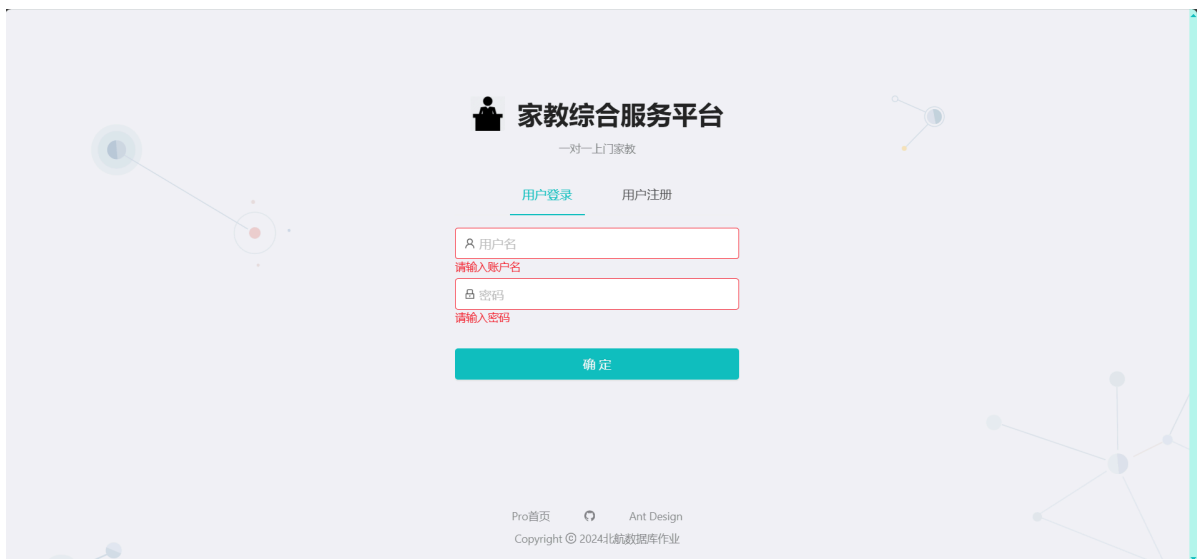 家教综合服务平台
一对一上门家教
用户登录 用户注册
用户名
请输入账户名
密码
请输入密码
确 定
Pro首页 Ant Design
Copyright © 2024北航数据库作业